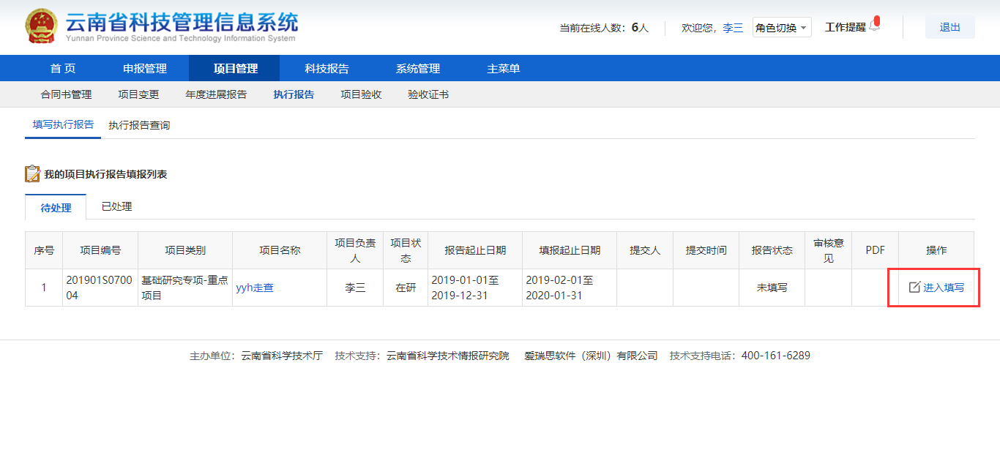 云南省科技管理信息系统
Yunnan Province Science and Technology Information System
当前在线人数：6人 欢迎您，李三 角色切换 工作提醒 退出
首 页 申报管理 项目管理 科技报告 系统管理 主菜单
合同书管理 项目变更 年度进展报告 执行报告 项目验收 验收证书
填写执行报告 执行报告查询
我的项目执行报告填报列表
待处理 已处理
序号 项目编号 项目类别 项目名称 项目负责人 项目状态 报告起止日期 填报起止日期 提交人 提交时间 报告状态 审核意见 PDF 操作
1 201901S070004 基础研究专项-重点项目 yyh走查 李三 在研 2019-01-01至2019-12-31 2019-02-01至2020-01-31 未填写 进入填写
主办单位：云南省科学技术厅 技术支持：云南省科学技术情报研究院 爱瑞思软件（深圳）有限公司 技术支持电话：400-161-6289